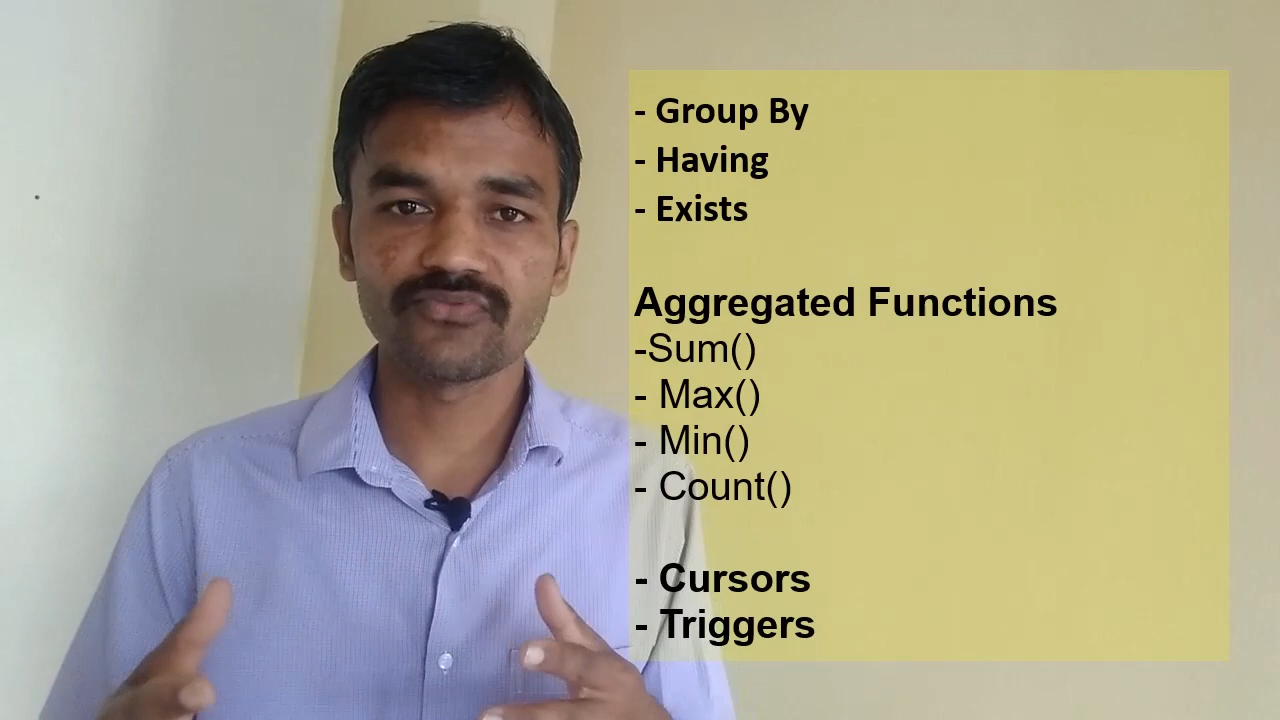 - Group By
- Having
- Exists
Aggregated Functions
-Sum()
- Max()
- Min()
- Count()
- Cursors
- Triggers